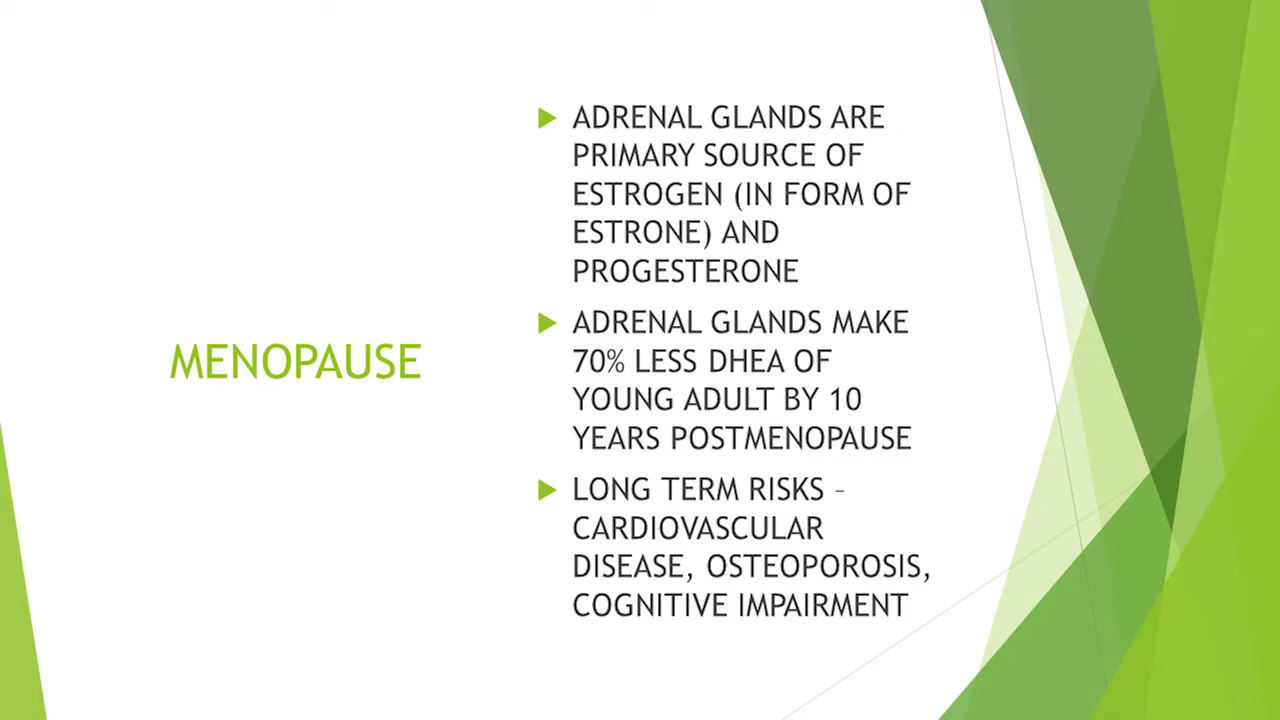 MENOPAUSE
ADRENAL GLANDS ARE
PRIMARY SOURCE OF
ESTROGEN (IN FORM OF
ESTRONE) AND
PROGESTERONE
ADRENAL GLANDS MAKE
70% LESS DHEA OF
YOUNG ADULT BY 10
YEARS POSTMENOPAUSE
LONG TERM RISKS –
CARDIOVASCULAR
DISEASE, OSTEOPOROSIS,
COGNITIVE IMPAIRMENT